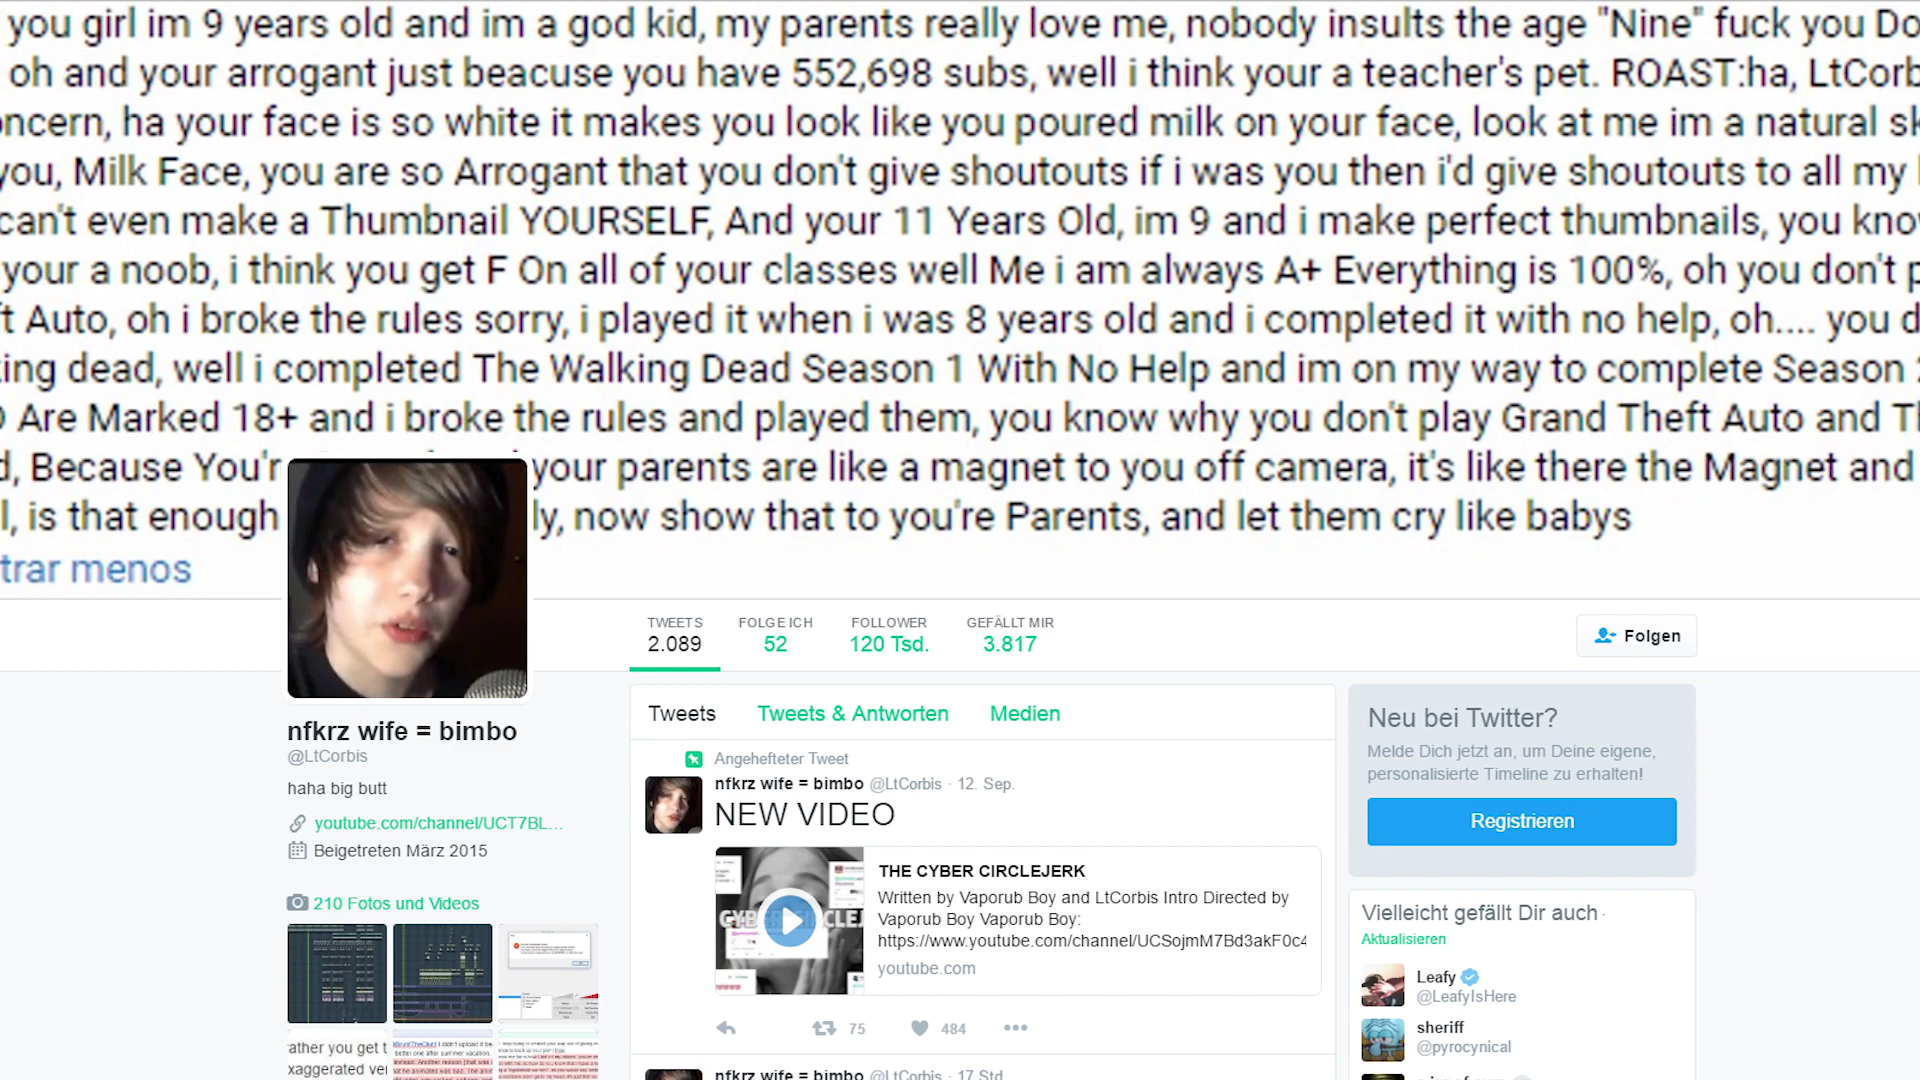 you girl im 9 years old and im a god kid, my parents really love me, nobody insults the age "Nine" fuck you Do
oh and your arrogant just beacuse you have 552,698 subs, well i think your a teacher's pet. ROAST:ha, LtCorb
ncern, ha your face is so white it makes you look like you poured milk on your face, look at me im a natural sk
you, Milk Face, you are so Arrogant that you don't give shoutouts if i was you then i'd give shoutouts to all my
can't even make a Thumbnail YOURSELF, And your 11 Years Old, im 9 and i make perfect thumbnails, you know
your a noob, i think you get F On all of your classes well Me i am always A+ Everything is 100%, oh you don't p
t Auto, oh i broke the rules sorry, i played it when i was 8 years old and i completed it with no help, oh.... you d
ing dead, well i completed The Walking Dead Season 1 With No Help and im on my way to complete Season 2
Are Marked 18+ and i broke the rules and played them, you know why you don't play Grand Theft Auto and Th
d, Because You'r your parents are like a magnet to you off camera, it's like there the Magnet and
l, is that enough ly, now show that to you're Parents, and let them cry like babys
trar menos
TWEETS
2.089
FOLGE ICH
52
FOLLOWER
120 Tsd.
GEFÄLLT MIR
3.817
Folgen
nfkrz wife = bimbo
@LtCorbis
haha big butt
youtube.com/channel/UCT7BL...
Beigetreten März 2015
210 Fotos und Videos
ather you get t
xaggerated ve
Tweets
Tweets & Antworten
Medien
Angehefteter Tweet
nfkrz wife = bimbo @LtCorbis · 12. Sep.
NEW VIDEO
THE CYBER CIRCLEJERK
Written by Vaporub Boy and LtCorbis Intro Directed by
Vaporub Boy Vaporub Boy:
https://www.youtube.com/channel/UCSojmM7Bd3akF0c4
youtube.com
75
484
nfkrz wife = bimbo @LtCorbis · 17 Std.
Neu bei Twitter?
Melde Dich jetzt an, um Deine eigene,
personalisierte Timeline zu erhalten!
Registrieren
Vielleicht gefällt Dir auch ·
Aktualisieren
Leafy
@LeafyIsHere
sheriff
@pyrocynical